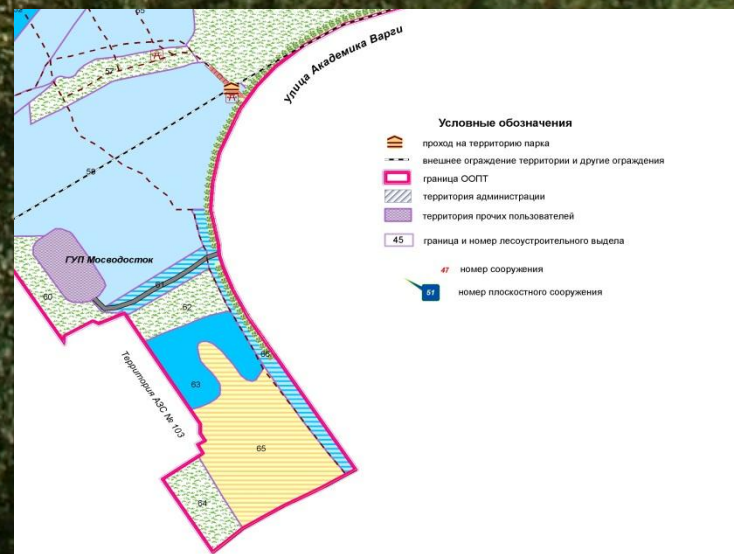 Улица Академика Варги
57
59
ГУП Мосводосток
60
61
62
66
63
Территория АЗС № 103
65
64
Условные обозначения
проход на территорию парка
внешнее ограждение территории и другие ограждения
граница ООПТ
территория администрации
территория прочих пользователей
45 граница и номер лесоустроительного выдела
47 номер сооружения
51 номер плоскостного сооружения